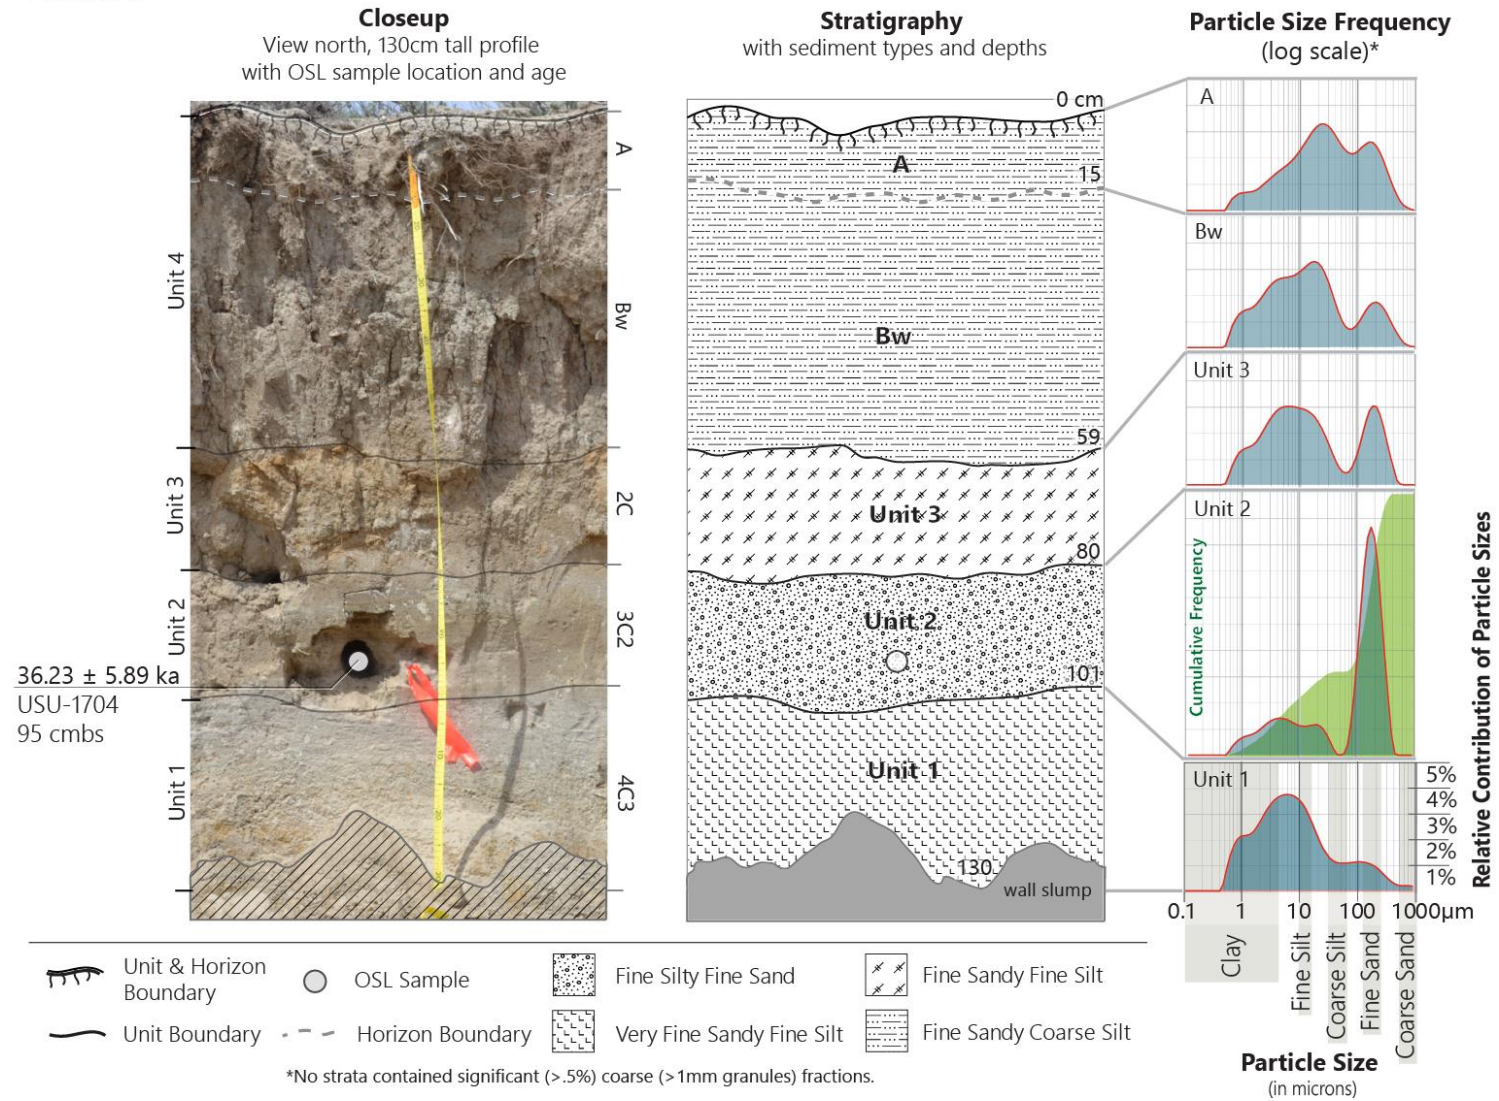 Closeup
View north, 130cm tall profile
with OSL sample location and age
Unit 4
Unit 3
Unit 2
Unit 1
A
Bw
2C
3C2
4C3
36.23 ± 5.89 ka
USU-1704
95 cmbs
Stratigraphy
with sediment types and depths
0 cm
A
15
Bw
59
Unit 3
80
Unit 2
101
Unit 1
130
wall slump
Particle Size Frequency
(log scale)*
A
Bw
Unit 3
Unit 2
Cumulative Frequency
Unit 1
5%
4%
3%
2%
1%
Relative Contribution of Particle Sizes
0.1 1 10 100 1000µm
Clay
Fine Silt
Coarse Silt
Fine Sand
Coarse Sand
Particle Size
(in microns)
Unit & Horizon
Boundary
OSL Sample
Fine Silty Fine Sand
Fine Sandy Fine Silt
Unit Boundary
Horizon Boundary
Very Fine Sandy Fine Silt
Fine Sandy Coarse Silt
*No strata contained significant (>.5%) coarse (>1mm granules) fractions.